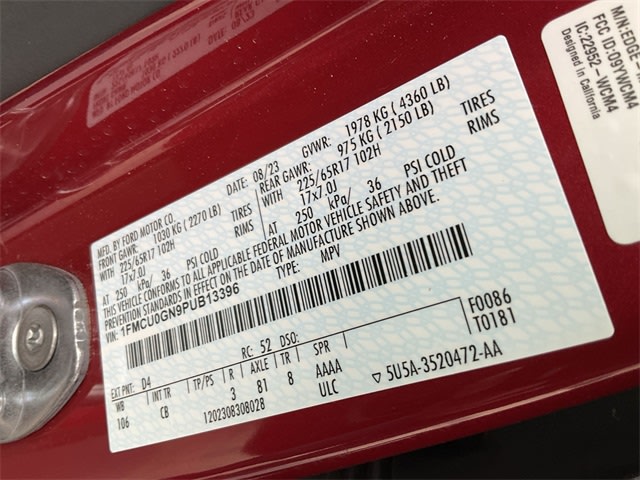 MFD. BY FORD MOTOR CO.
DATE: 08/23
GVWR: 1978 KG ( 4360 LB)
FRONT GAWR: 1030 KG ( 2270 LB)
REAR GAWR: 975 KG ( 2150 LB)
WITH 225/65R17 102H TIRES
WITH 225/65R17 102H TIRES
17x7.0J RIMS
17x7.0J RIMS
AT 250 kPa/ 36 PSI COLD
AT 250 kPa/ 36 PSI COLD
THIS VEHICLE CONFORMS TO ALL APPLICABLE FEDERAL MOTOR VEHICLE SAFETY AND THEFT
PREVENTION STANDARDS IN EFFECT ON THE DATE OF MANUFACTURE SHOWN ABOVE.
VIN: 1FMCU0GN9PUB13396
TYPE: MPV
F0086
T0181
EXT PNT: D4 RC: 52 DSO:
WB INT TR TP/PS R AXLE TR SPR
106 CB 3 81 8 AAAA
1202308308028 ULC
5U5A-3520472-AA
M/N:EDGE-
FCC ID:O9YWCM4
IC:22952-WCM4
Designed in California